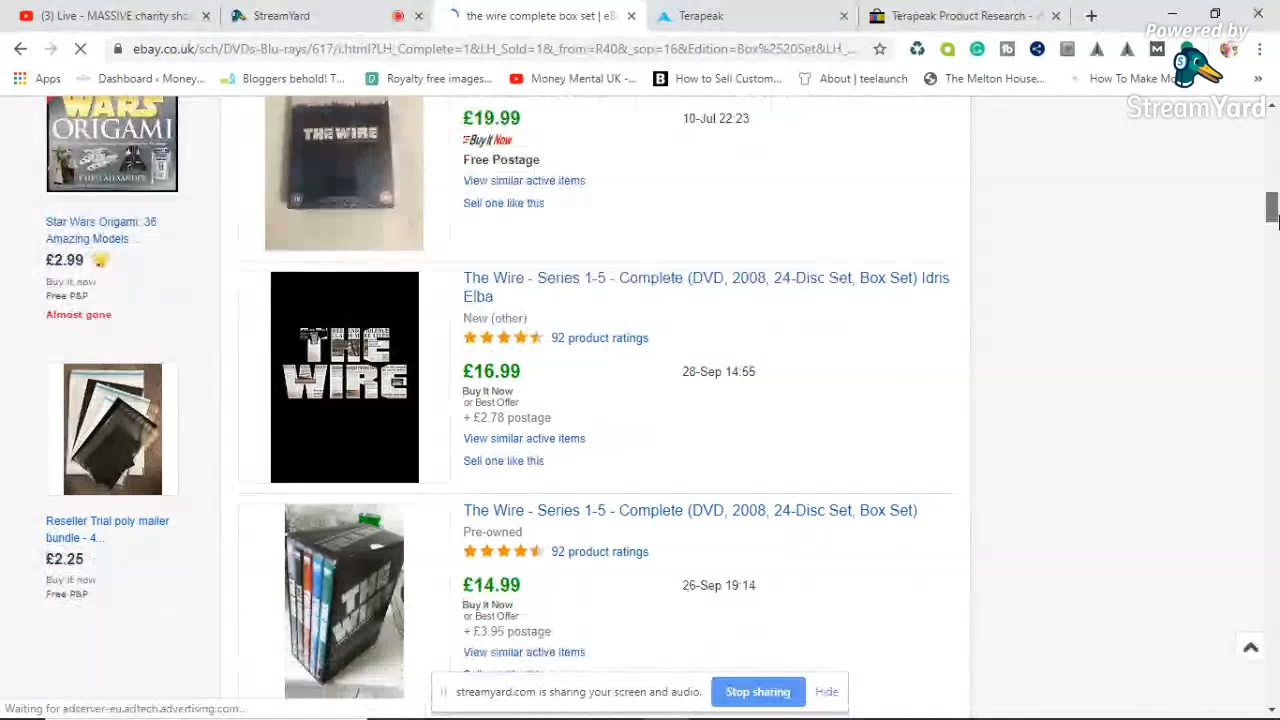 (3) Live - MASSIVE charity
StreamYard
the wire complete box set | eB
Terapeak
Terapeak Product Research -
Powered by
ebay.co.uk/sch/DVDs-Blu-rays/617/i.html?LH_Complete=1&LH_Sold=1&_from=R40&_sop=16&Edition=Box%2520Set&LH_...
StreamYard
Apps
Dashboard ‹ Money...
Bloggers behold! T...
Royalty free images...
Money Mental UK -...
How to Sell Custom...
About | teelaunch
The Melton House...
How To Make Mo
WARS
ORIGAMI
Star Wars Origami: 36
Amazing Models ...
£2.99
Buy it now
Free P&P
Almost gone
Reseller Trial poly mailer
bundle - 4...
£2.25
Buy it now
Free P&P
THE WIRE
£19.99
10-Jul 22:23
Buy It Now
Free Postage
View similar active items
Sell one like this
THE
WIRE
The Wire - Series 1-5 - Complete (DVD, 2008, 24-Disc Set, Box Set) Idris
Elba
New (other)
92 product ratings
£16.99
28-Sep 14:55
Buy It Now
or Best Offer
+ £2.78 postage
View similar active items
Sell one like this
The Wire - Series 1-5 - Complete (DVD, 2008, 24-Disc Set, Box Set)
Pre-owned
92 product ratings
£14.99
26-Sep 19:14
Buy It Now
or Best Offer
+ £3.95 postage
View similar active items
streamyard.com is sharing your screen and audio.
Stop sharing
Hide
Waiting for adserver-eu.adtech.advertising.com...